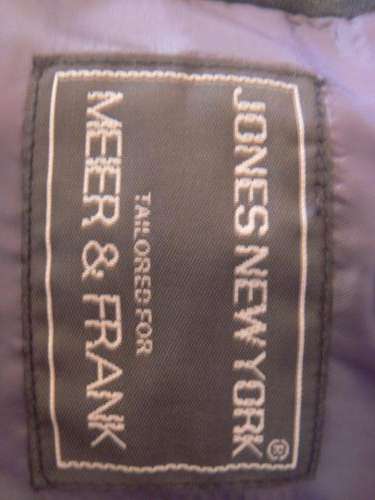 JONES NEW YORK®
TAILORED FOR
MEIER & FRANK